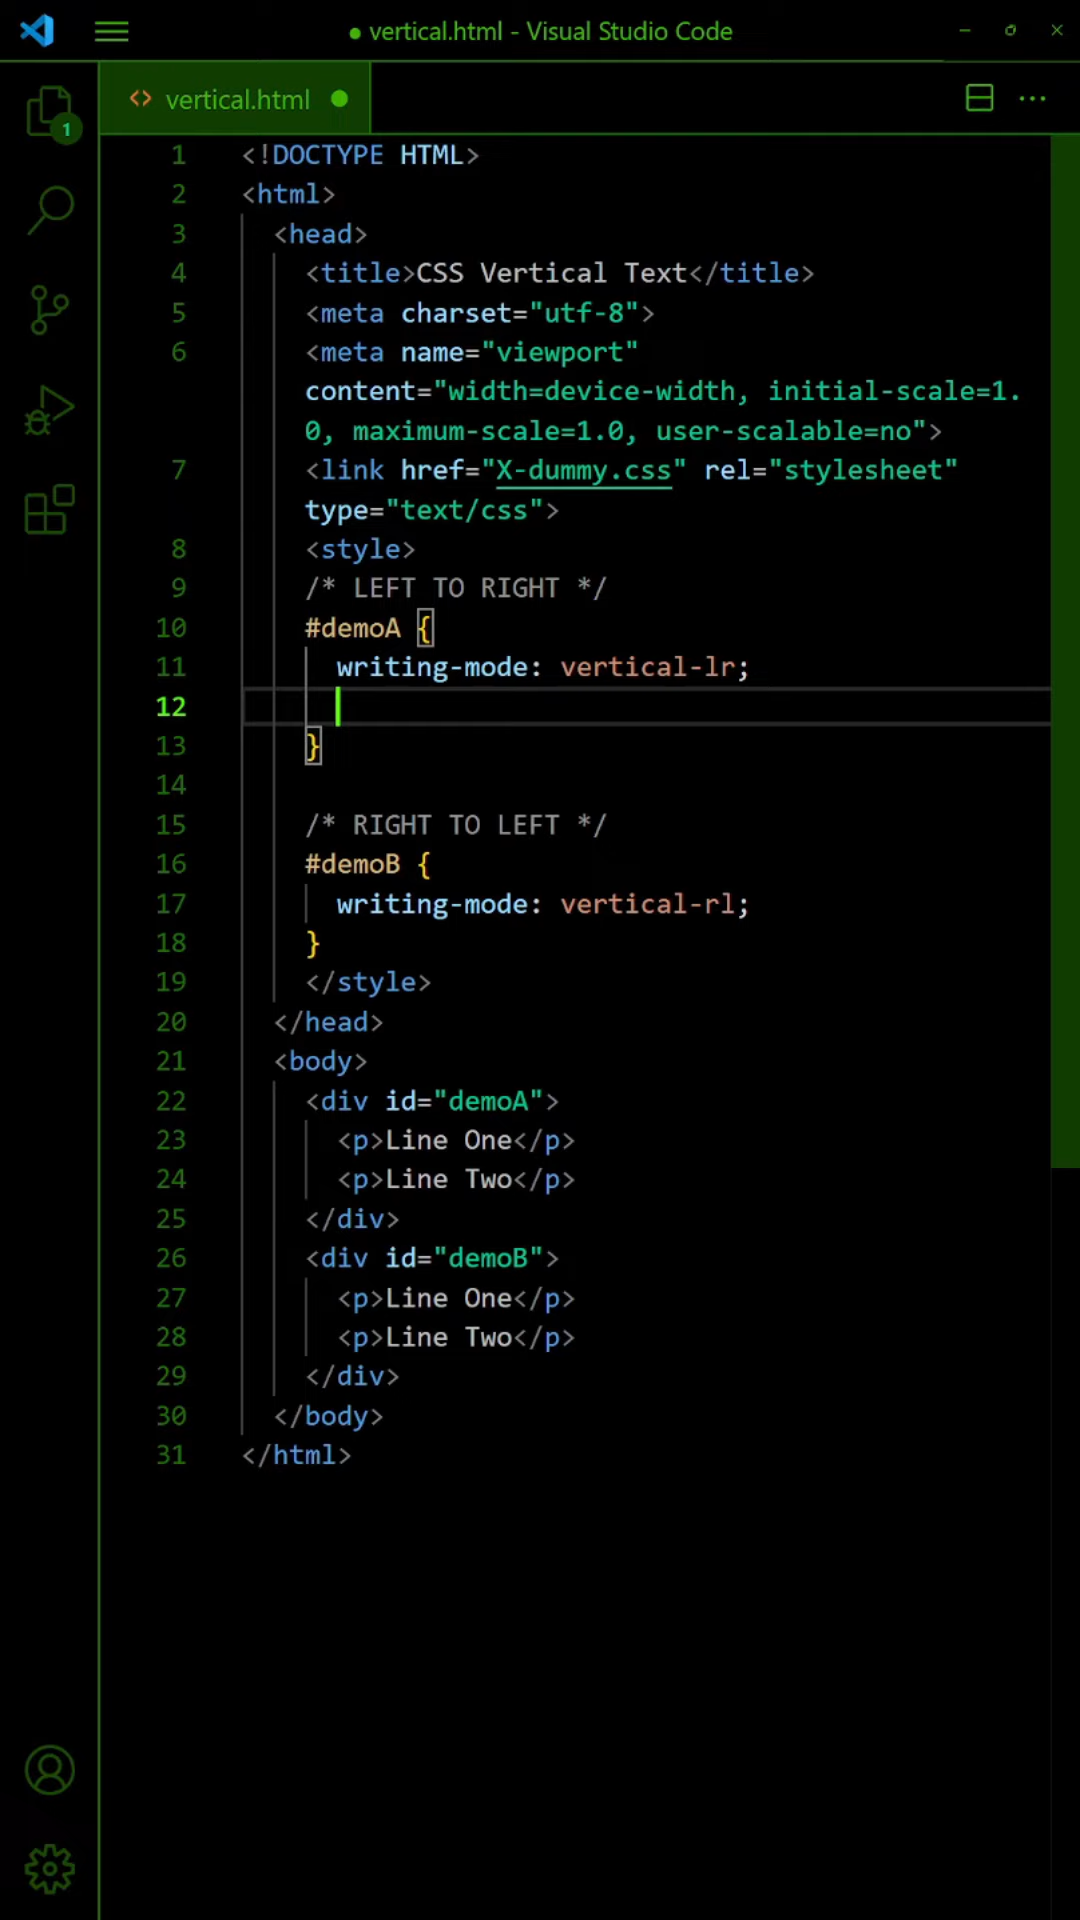 ● vertical.html - Visual Studio Code
<> vertical.html ●
1
1 <!DOCTYPE HTML>
2 <html>
3 <head>
4 <title>CSS Vertical Text</title>
5 <meta charset="utf-8">
6 <meta name="viewport"
content="width=device-width, initial-scale=1.
0, maximum-scale=1.0, user-scalable=no">
7 <link href="X-dummy.css" rel="stylesheet"
type="text/css">
8 <style>
9 /* LEFT TO RIGHT */
10 #demoA {
11 writing-mode: vertical-lr;
12
13 }
14
15 /* RIGHT TO LEFT */
16 #demoB {
17 writing-mode: vertical-rl;
18 }
19 </style>
20 </head>
21 <body>
22 <div id="demoA">
23 <p>Line One</p>
24 <p>Line Two</p>
25 </div>
26 <div id="demoB">
27 <p>Line One</p>
28 <p>Line Two</p>
29 </div>
30 </body>
31 </html>